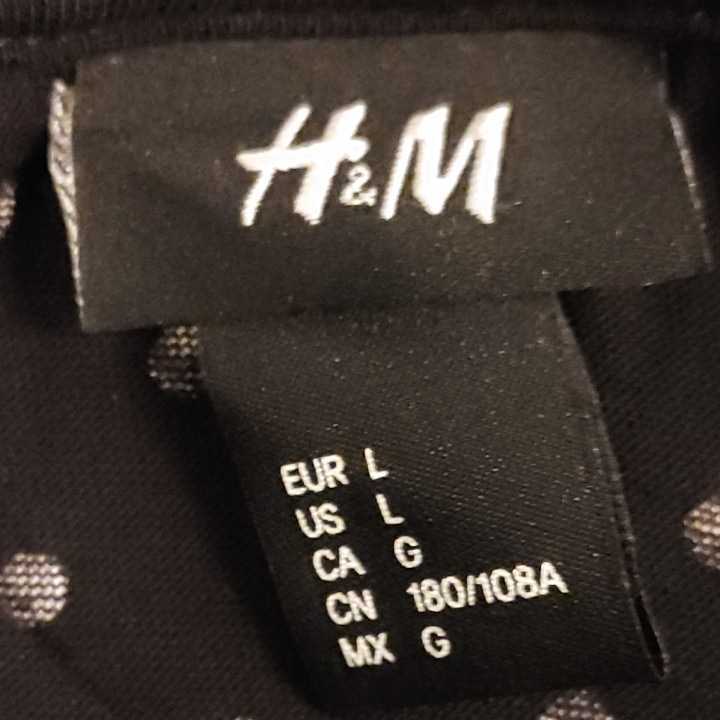 H&M
EUR L
US L
CA G
CN 180/108A
MX G